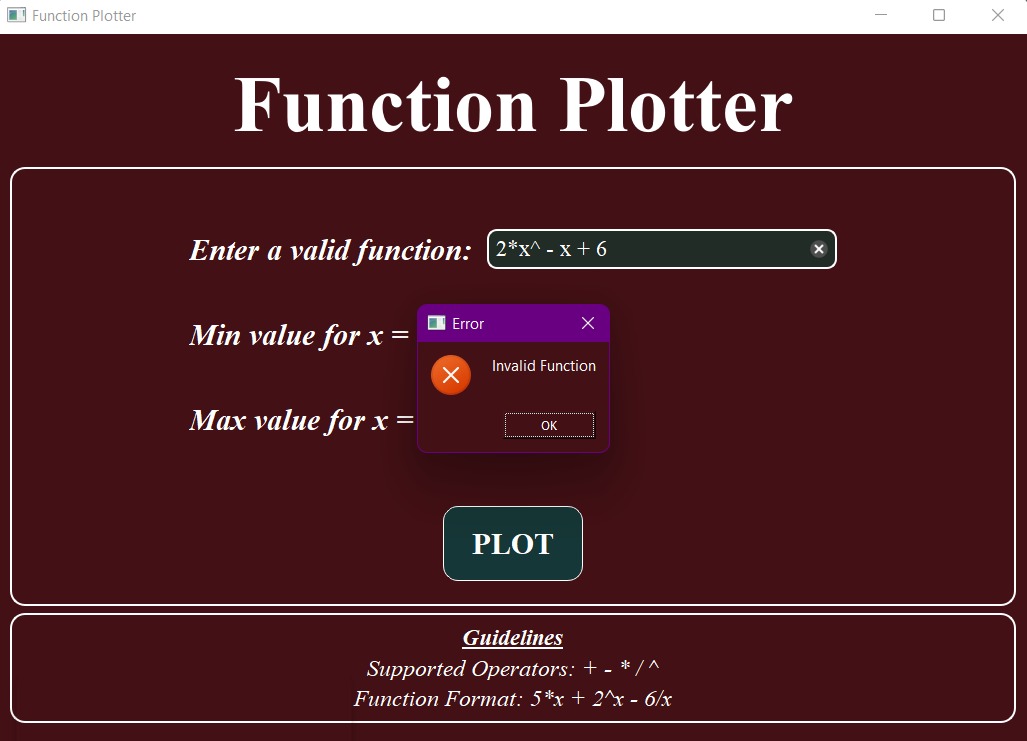 Function Plotter
Function Plotter
Enter a valid function: 2*x^ - x + 6
Error
Min value for x =
Invalid Function
Max value for x =
OK
PLOT
Guidelines
Supported Operators: + - * / ^
Function Format: 5*x + 2^x - 6/x